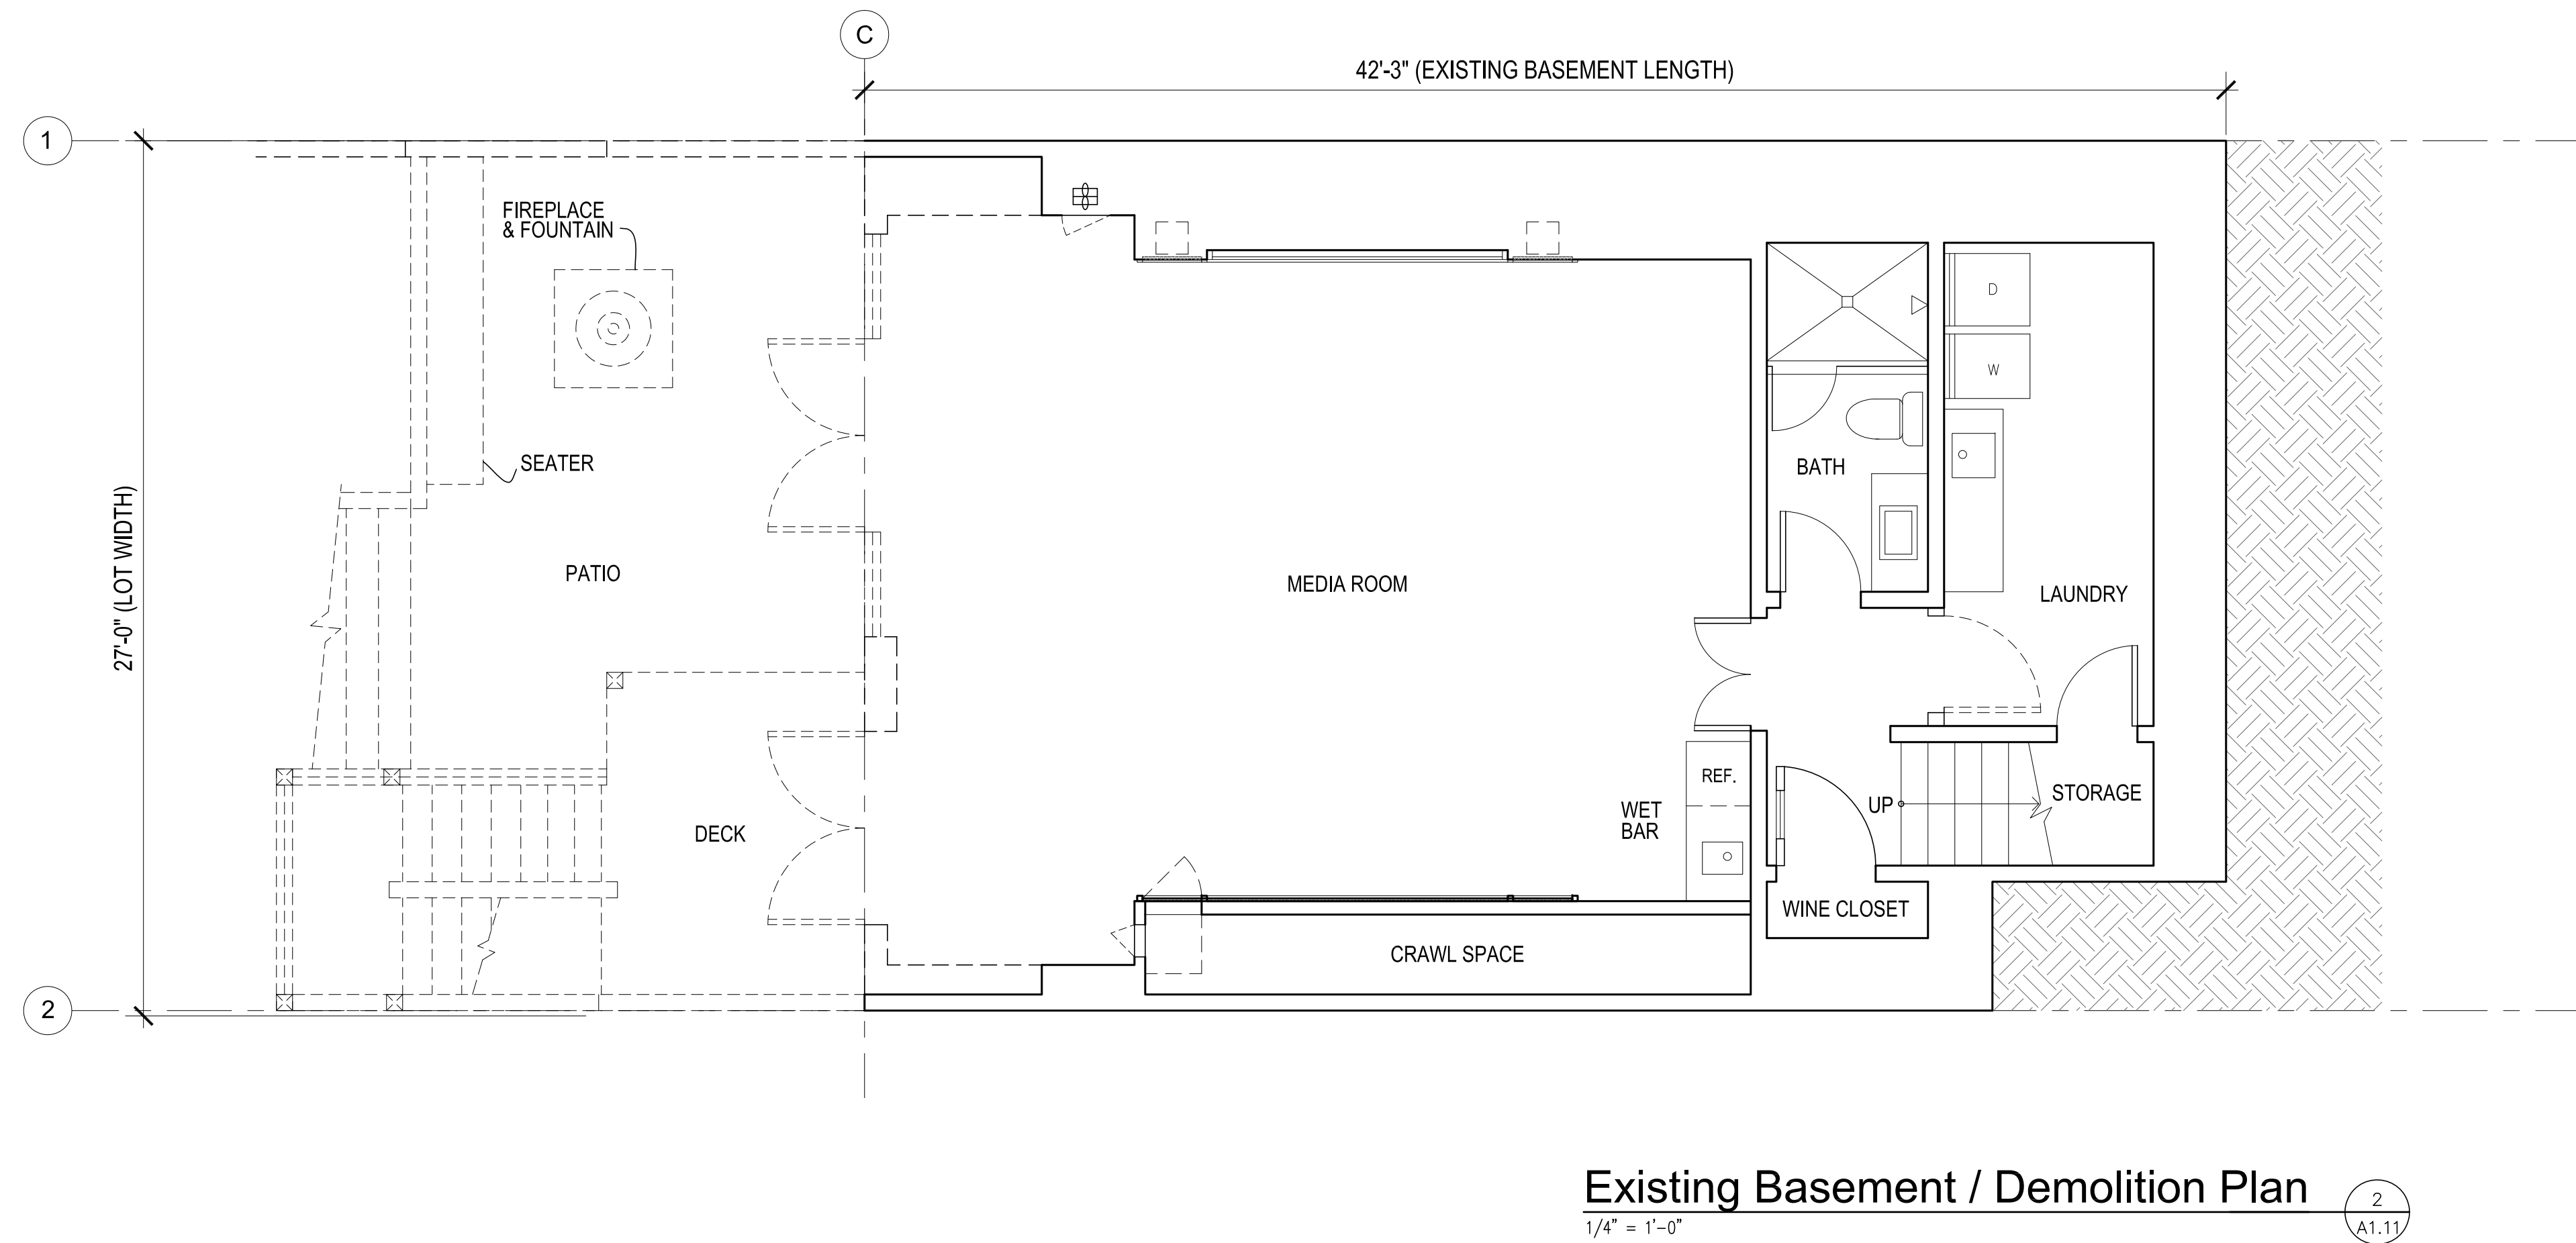 C
42'-3" (EXISTING BASEMENT LENGTH)
1
FIREPLACE
& FOUNTAIN
D
W
SEATER
BATH
27'-0" (LOT WIDTH)
PATIO
MEDIA ROOM
LAUNDRY
REF.
UP
STORAGE
WET
BAR
DECK
WINE CLOSET
CRAWL SPACE
2
Existing Basement / Demolition Plan
1/4" = 1'-0"
2
A1.11